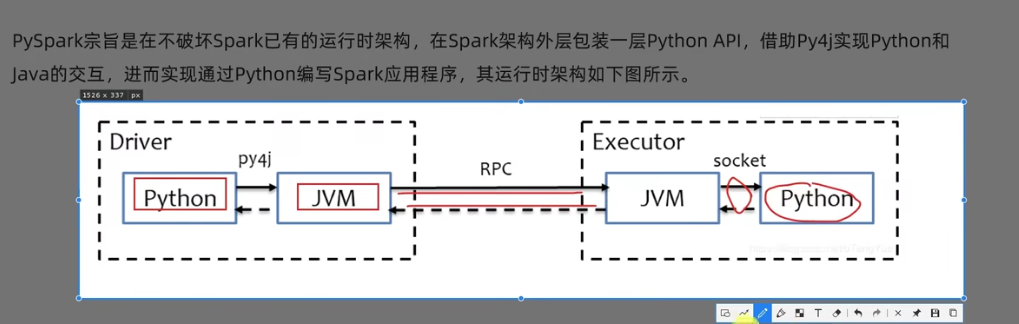 PySpark宗旨是在不破坏Spark已有的运行时架构，在Spark架构外层包装一层Python API，借助Py4j实现Python和
Java的交互，进而实现通过Python编写Spark应用程序，其运行时架构如下图所示。
1526 x 337 px
Driver
Executor
py4j
RPC
socket
Python
JVM
JVM
Python
T